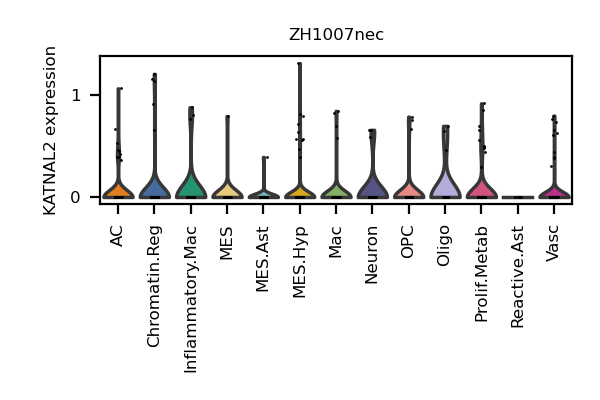 ZH1007nec
KATNAL2 expression
1
0
AC
Chromatin.Reg
Inflammatory.Mac
MES
MES.Ast
MES.Hyp
Mac
Neuron
OPC
Oligo
Prolif.Metab
Reactive.Ast
Vasc